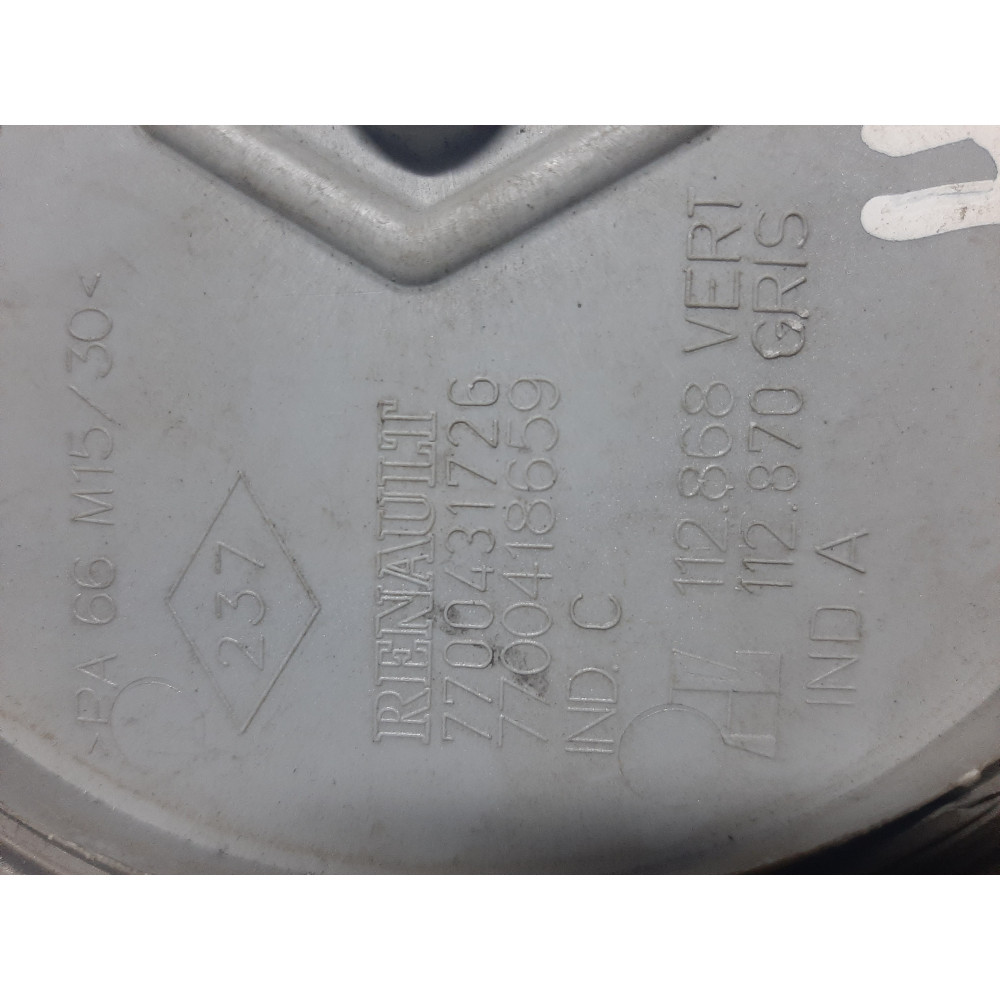 >PA 66 M15/30<
237
RENAULT
7700431726
7700418659
IND. C
112.868 VERT
112.870 GRIS
IND A